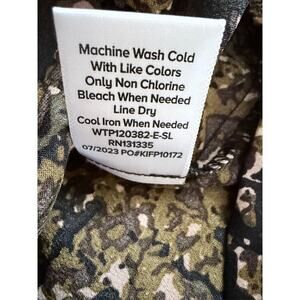 Machine Wash Cold
With Like Colors
Only Non Chlorine
Bleach When Needed
Line Dry
Cool Iron When Needed
WTP120382-E-SL
RN131335
07/2023 PO#KIFP10172